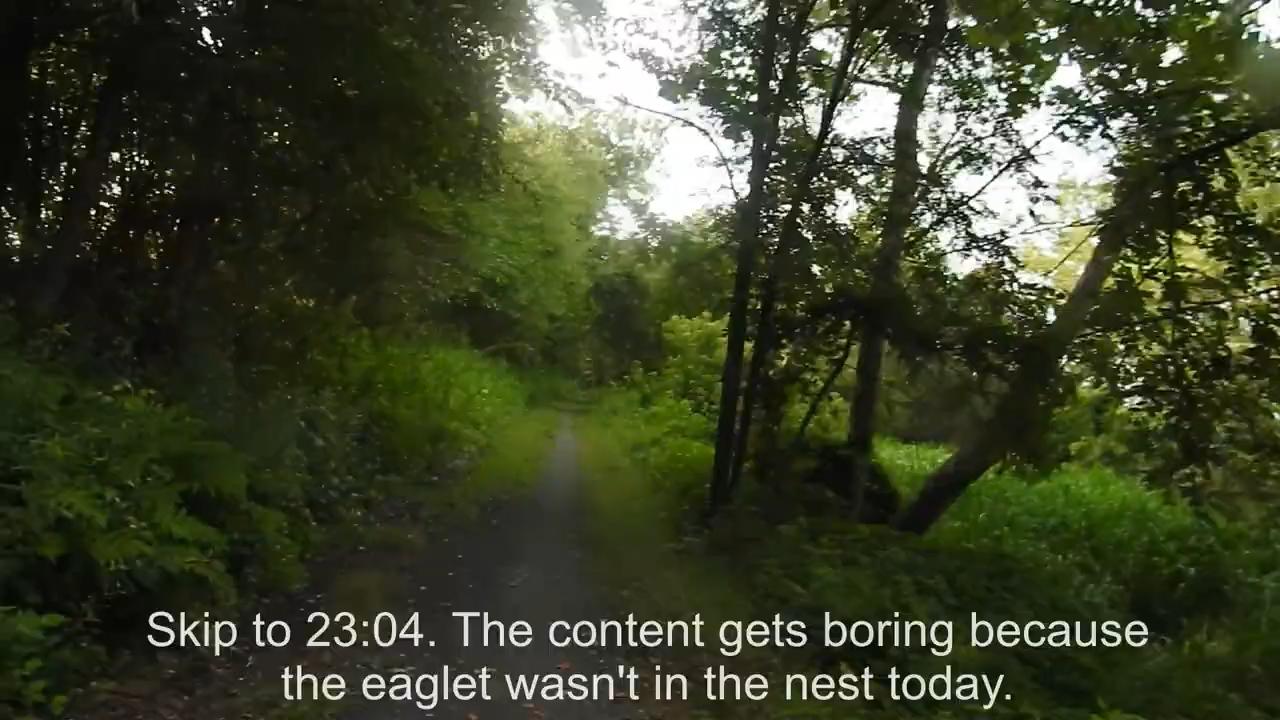 Skip to 23:04. The content gets boring because
the eaglet wasn't in the nest today.